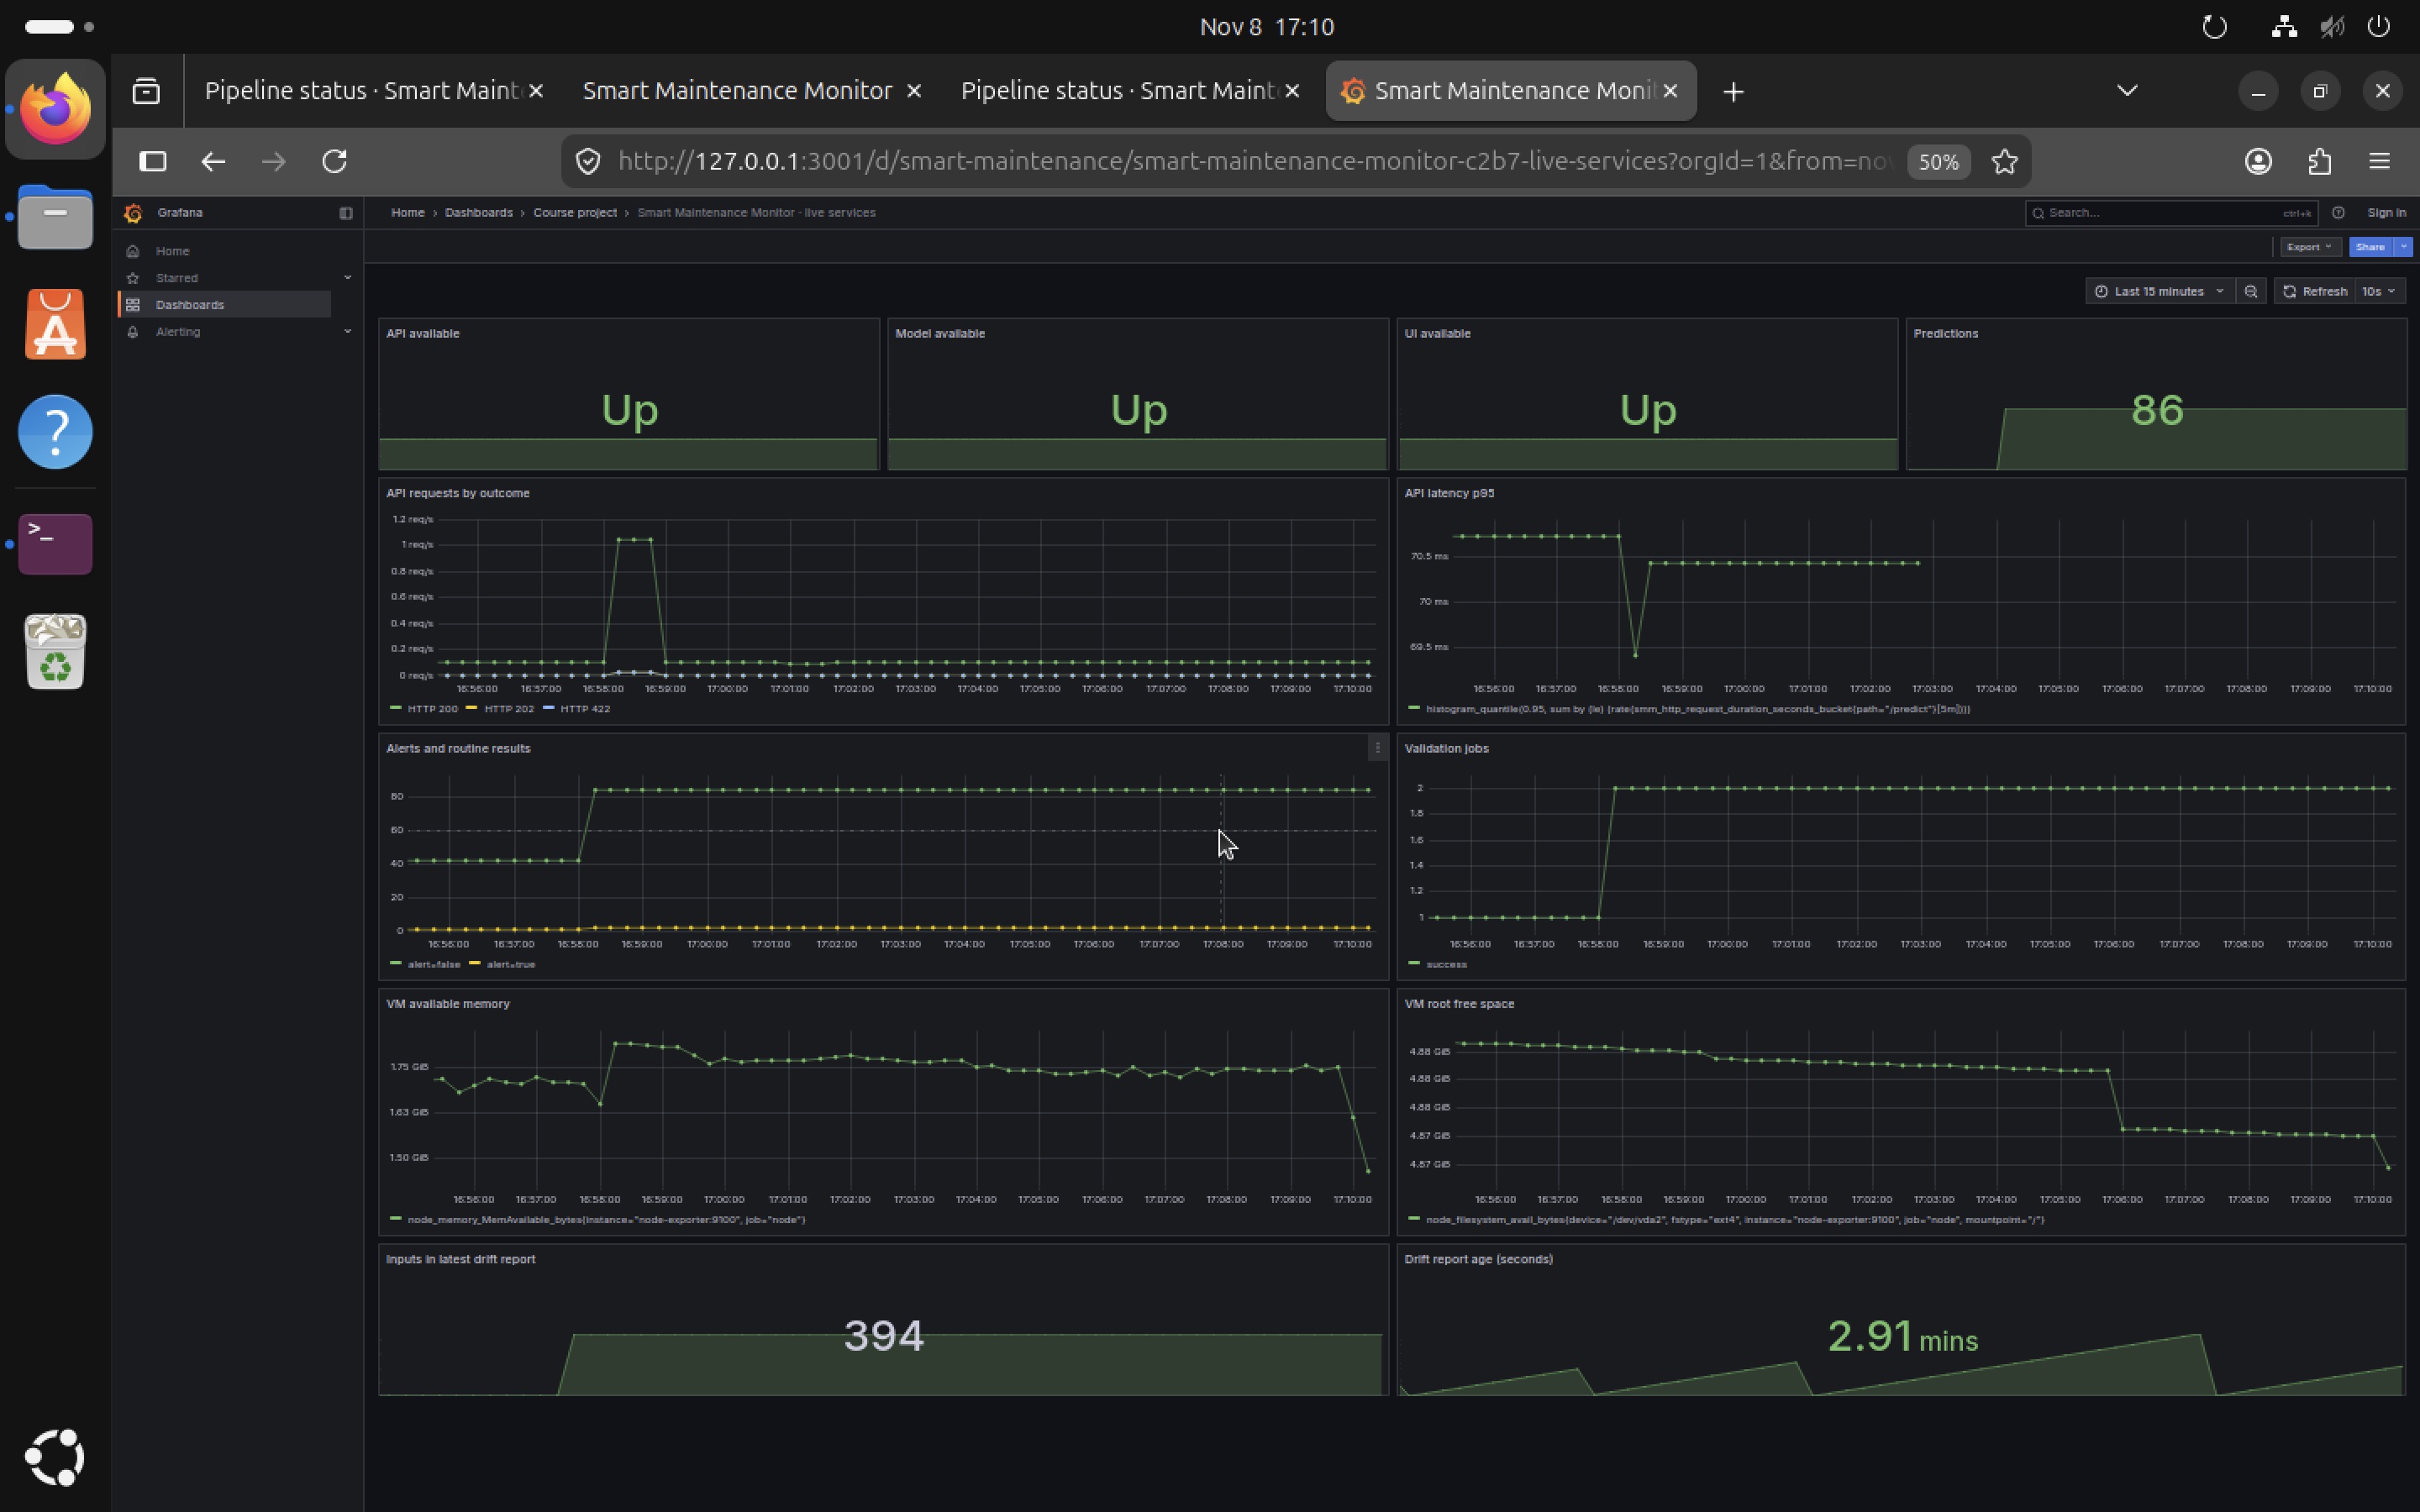 Nov 8 17:10
Pipeline status · Smart Maint
Smart Maintenance Monitor
Pipeline status · Smart Maint
Smart Maintenance Moni
http://127.0.0.1:3001/d/smart-maintenance/smart-maintenance-monitor-c2b7-live-services?orgId=1&from=no
50%
Grafana
Home › Dashboards › Course project › Smart Maintenance Monitor - live services
Search...
ctrl+k
Sign in
Home
Starred
Dashboards
Alerting
Export
Share
Last 15 minutes
Refresh
10s
API available
Up
Model available
Up
UI available
Up
Predictions
86
API requests by outcome
1.2 req/s
1 req/s
0.8 req/s
0.6 req/s
0.4 req/s
0.2 req/s
0 req/s
16:56:00 16:57:00 16:58:00 16:59:00 17:00:00 17:01:00 17:02:00 17:03:00 17:04:00 17:05:00 17:06:00 17:07:00 17:08:00 17:09:00 17:10:00
HTTP 200 HTTP 202 HTTP 422
API latency p95
70.5 ms
70 ms
69.5 ms
16:56:00 16:57:00 16:58:00 16:59:00 17:00:00 17:01:00 17:02:00 17:03:00 17:04:00 17:05:00 17:06:00 17:07:00 17:08:00 17:09:00 17:10:00
histogram_quantile(0.95, sum by (le) (rate(smm_http_request_duration_seconds_bucket{path="/predict"}[5m])))
Alerts and routine results
80
60
40
20
0
16:56:00 16:57:00 16:58:00 16:59:00 17:00:00 17:01:00 17:02:00 17:03:00 17:04:00 17:05:00 17:06:00 17:07:00 17:08:00 17:09:00 17:10:00
alert=false alert=true
Validation jobs
2
1.8
1.6
1.4
1.2
1
16:56:00 16:57:00 16:58:00 16:59:00 17:00:00 17:01:00 17:02:00 17:03:00 17:04:00 17:05:00 17:06:00 17:07:00 17:08:00 17:09:00 17:10:00
success
VM available memory
1.75 GiB
1.63 GiB
1.50 GiB
16:56:00 16:57:00 16:58:00 16:59:00 17:00:00 17:01:00 17:02:00 17:03:00 17:04:00 17:05:00 17:06:00 17:07:00 17:08:00 17:09:00 17:10:00
node_memory_MemAvailable_bytes{instance="node-exporter:9100", job="node"}
VM root free space
4.88 GiB
4.88 GiB
4.88 GiB
4.87 GiB
4.87 GiB
16:56:00 16:57:00 16:58:00 16:59:00 17:00:00 17:01:00 17:02:00 17:03:00 17:04:00 17:05:00 17:06:00 17:07:00 17:08:00 17:09:00 17:10:00
node_filesystem_avail_bytes{device="/dev/vda2", fstype="ext4", instance="node-exporter:9100", job="node", mountpoint="/"}
Inputs in latest drift report
394
Drift report age (seconds)
2.91 mins